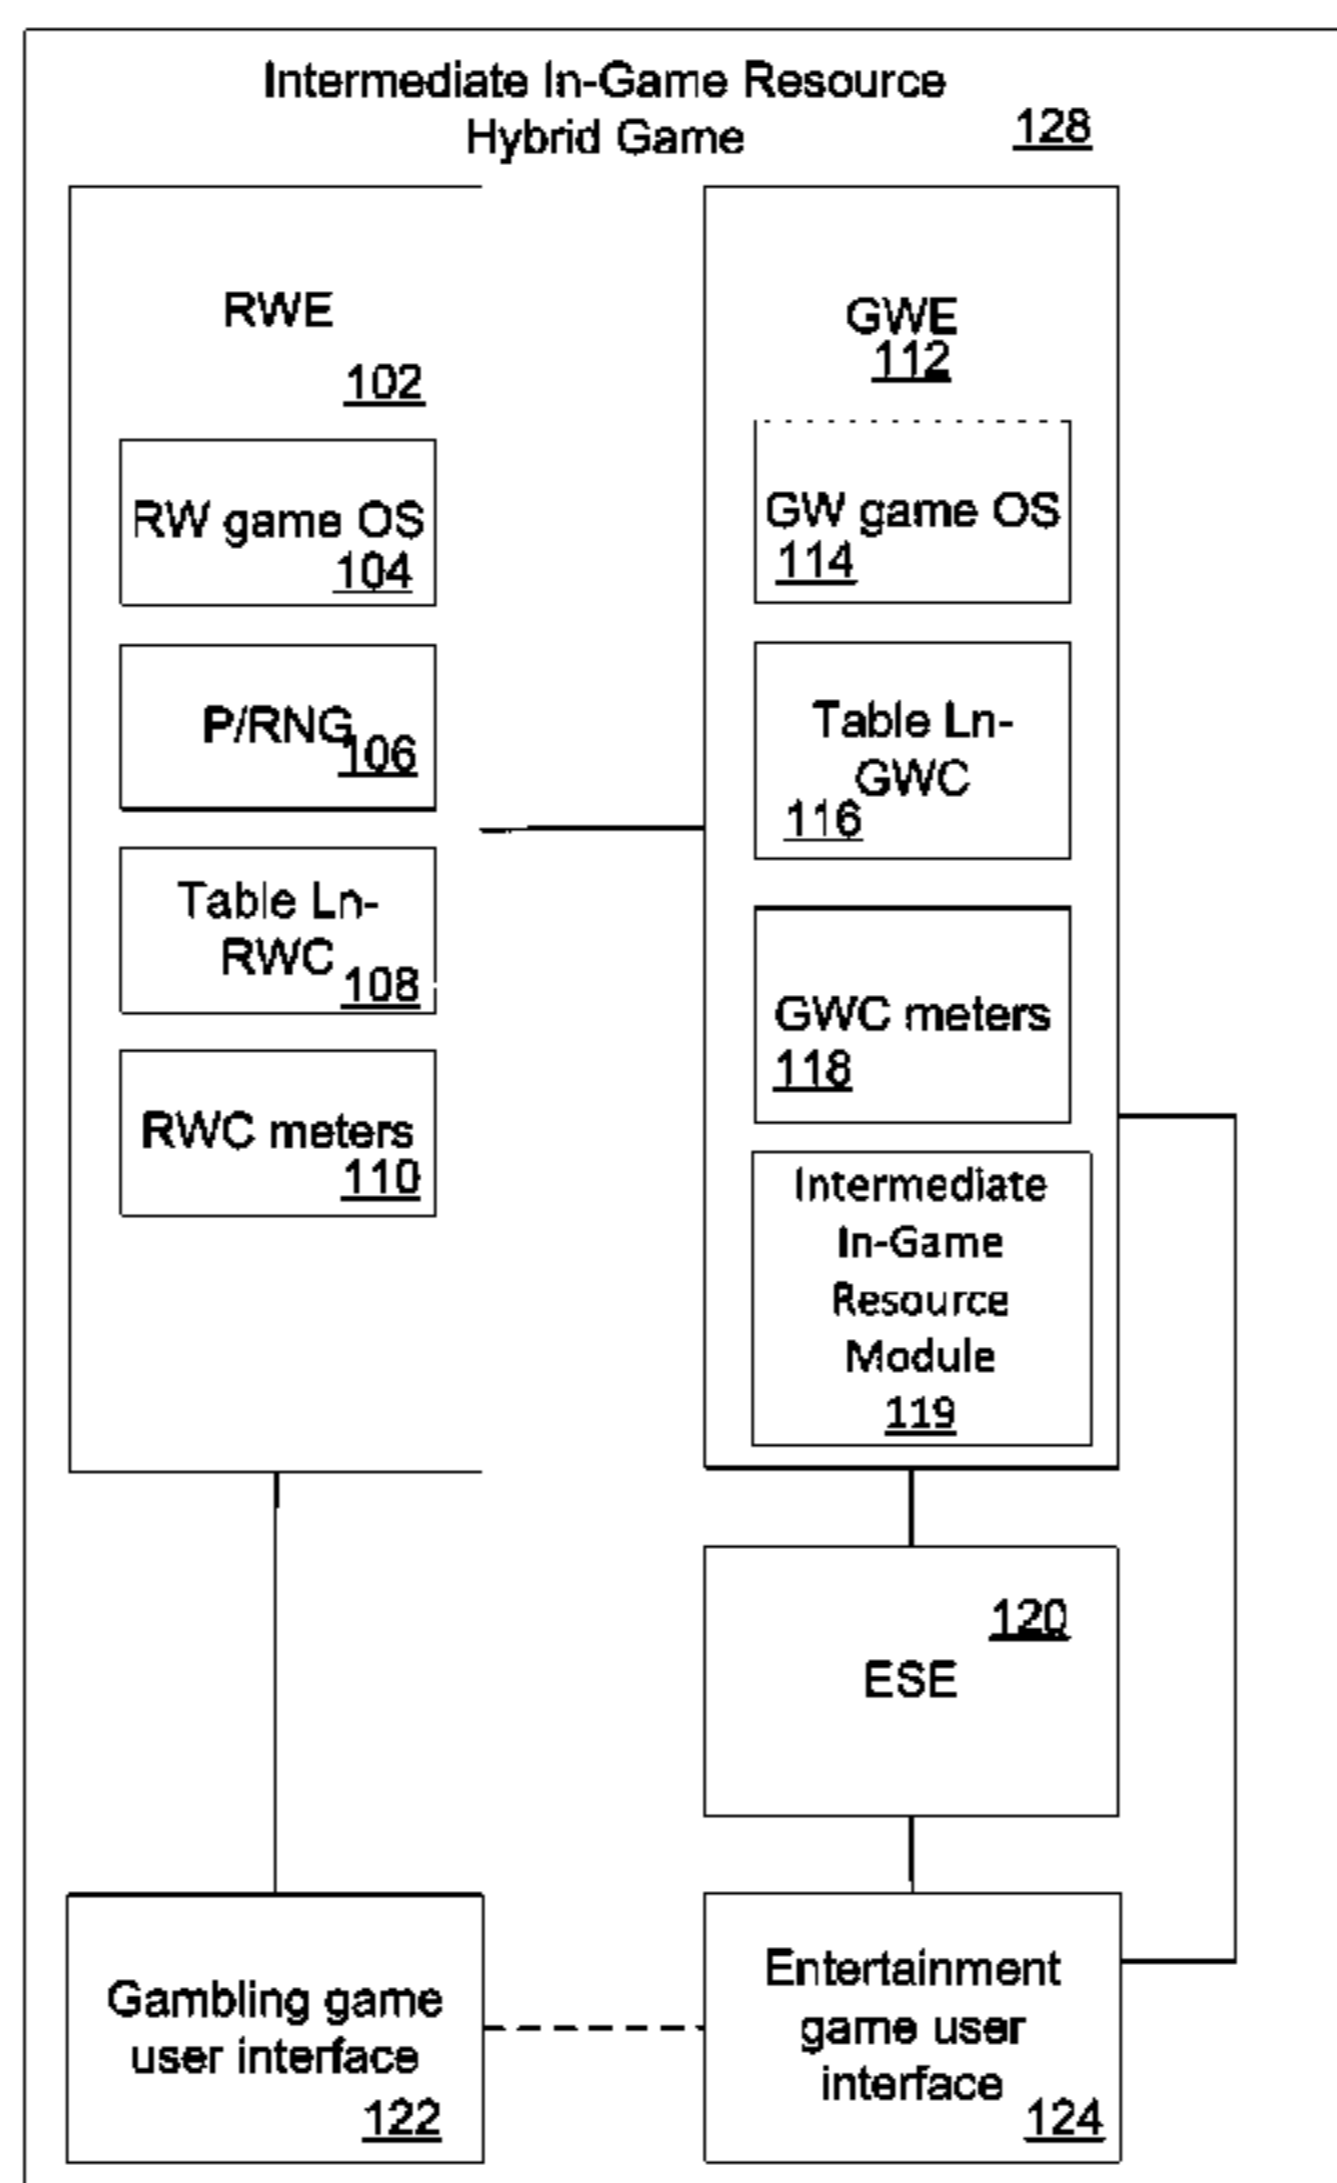 Intermediate In-Game Resource
Hybrid Game
128
RWE
102
RW game OS
104
P/RNG
106
Table Ln-
RWC
108
RWC meters
110
GWE
112
GW game OS
114
Table Ln-
GWC
116
GWC meters
118
Intermediate
In-Game
Resource
Module
119
120
ESE
Gambling game
user interface
122
Entertainment
game user
interface
124